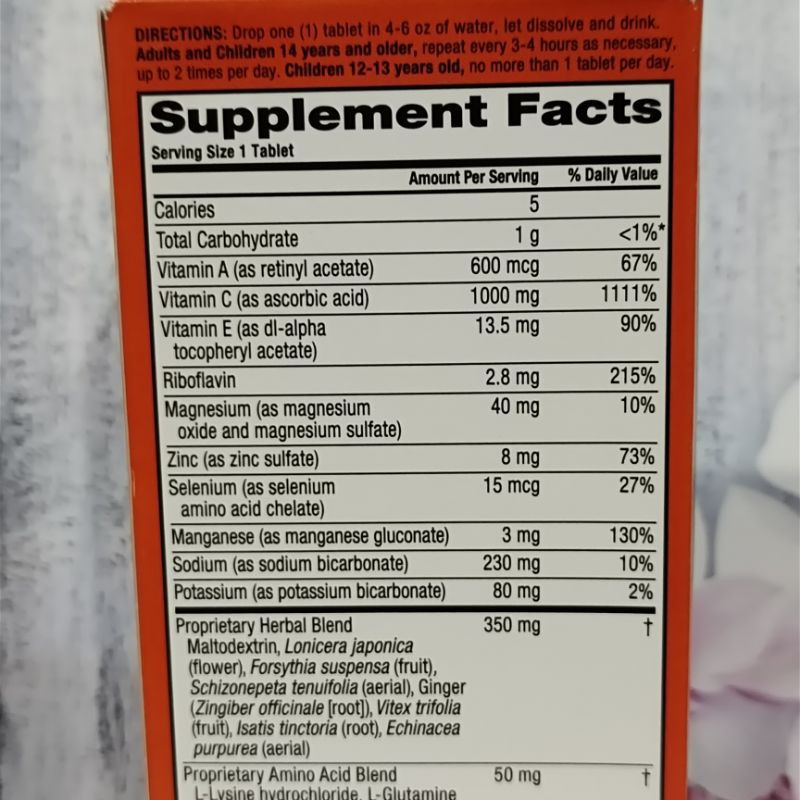 DIRECTIONS: Drop one (1) tablet in 4-6 oz of water, let dissolve and drink.
Adults and Children 14 years and older, repeat every 3-4 hours as necessary,
up to 2 times per day. Children 12-13 years old, no more than 1 tablet per day.
Supplement Facts
Serving Size 1 Tablet
Amount Per Serving % Daily Value
Calories 5
Total Carbohydrate 1 g <1%*
Vitamin A (as retinyl acetate) 600 mcg 67%
Vitamin C (as ascorbic acid) 1000 mg 1111%
Vitamin E (as dl-alpha 13.5 mg 90%
tocopheryl acetate)
Riboflavin 2.8 mg 215%
Magnesium (as magnesium 40 mg 10%
oxide and magnesium sulfate)
Zinc (as zinc sulfate) 8 mg 73%
Selenium (as selenium 15 mcg 27%
amino acid chelate)
Manganese (as manganese gluconate) 3 mg 130%
Sodium (as sodium bicarbonate) 230 mg 10%
Potassium (as potassium bicarbonate) 80 mg 2%
Proprietary Herbal Blend 350 mg †
Maltodextrin, Lonicera japonica
(flower), Forsythia suspensa (fruit),
Schizonepeta tenuifolia (aerial), Ginger
(Zingiber officinale [root]), Vitex trifolia
(fruit), Isatis tinctoria (root), Echinacea
purpurea (aerial)
Proprietary Amino Acid Blend 50 mg †
L-Lysine hydrochloride, L-Glutamine